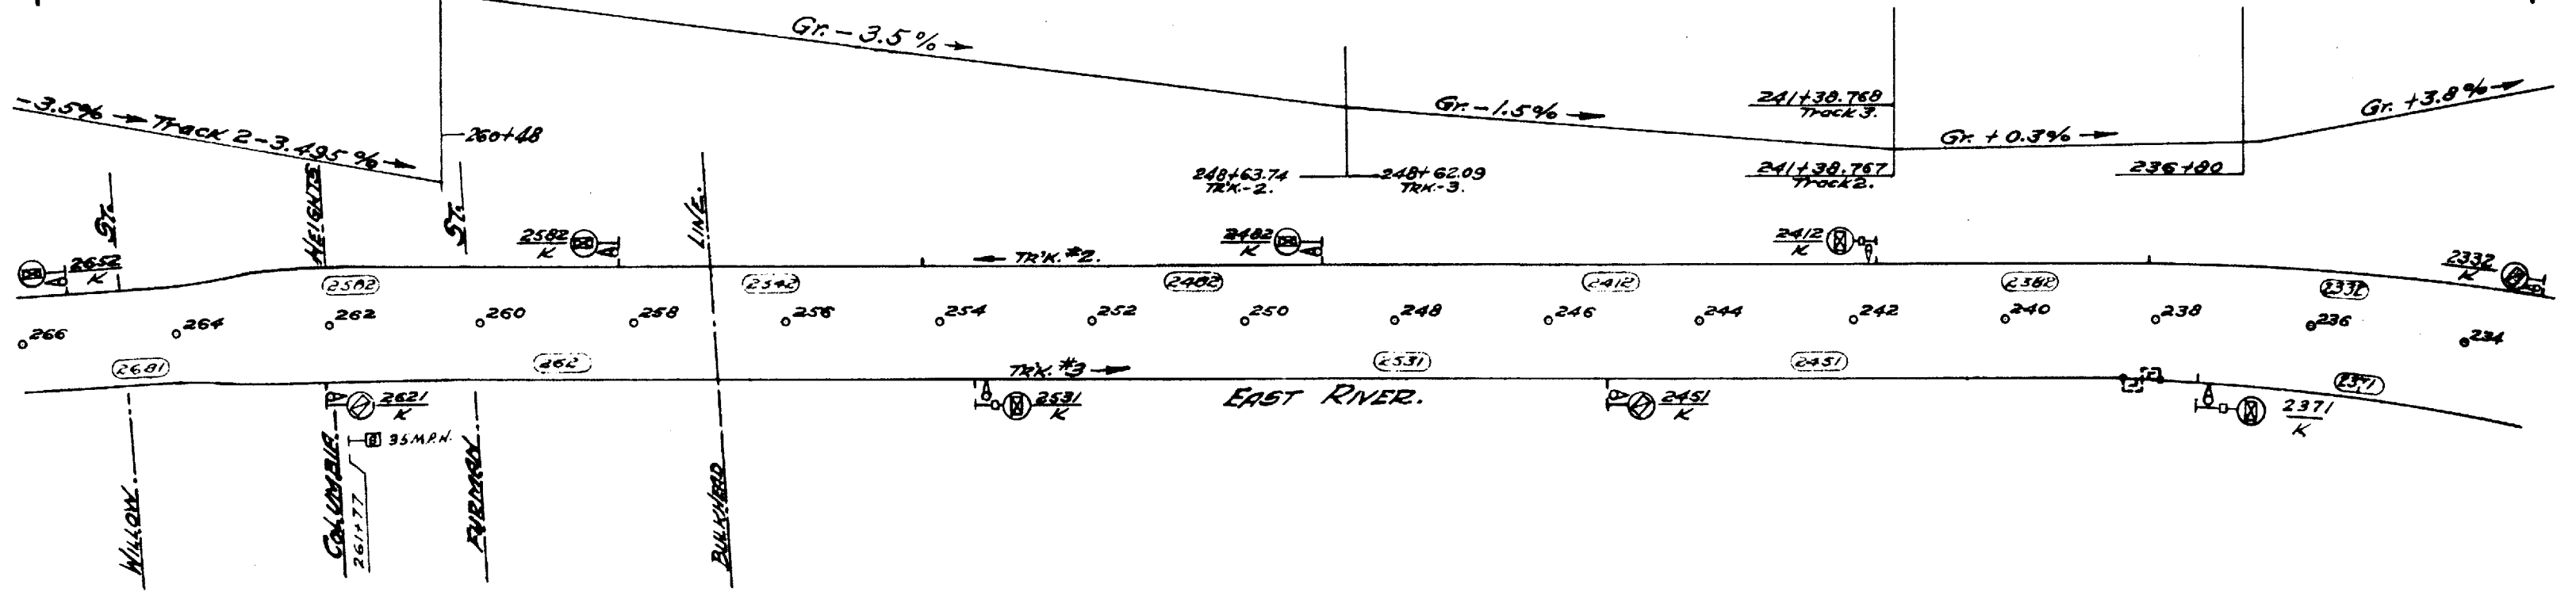 Gr. - 3.5% →
-3.5% → Track 2 - 3.495% →
260+48
Gr. - 1.5% →
241+38.768
Track 3.
Gr. + 0.3% →
Gr. +3.8% →
248+63.74
TRK.-2.
248+62.09
TRK.-3.
241+38.767
Track 2.
236+80
ST.
HEIGHTS
ST.
LINE.
2652
K
2582
K
2482
K
2412
K
2332
K
← TR'K. #2.
2582
2542
2482
2412
2332
266
264
262
260
258
256
254
252
250
248
246
244
242
240
238
236
234
2681
262
2531
2451
2371
TRK. #3 →
EAST RIVER.
2621
K
35 M.P.H.
2531
K
2451
K
2371
K
WILLOW
COLUMBIA
261+77
FURMAN
BULKHEAD